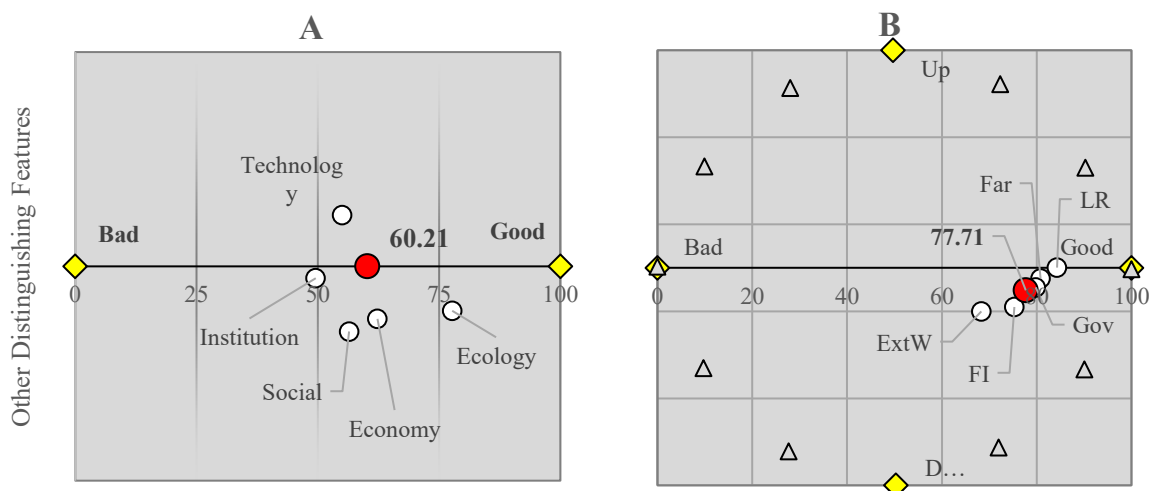 A
Other Distinguishing Features
Technolog
y
Bad
60.21
Good
0
25
50
75
100
Institution
Ecology
Social
Economy
B
Up
Far
LR
77.71
Bad
Good
0
20
40
60
80
100
Gov
ExtW
FI
D…